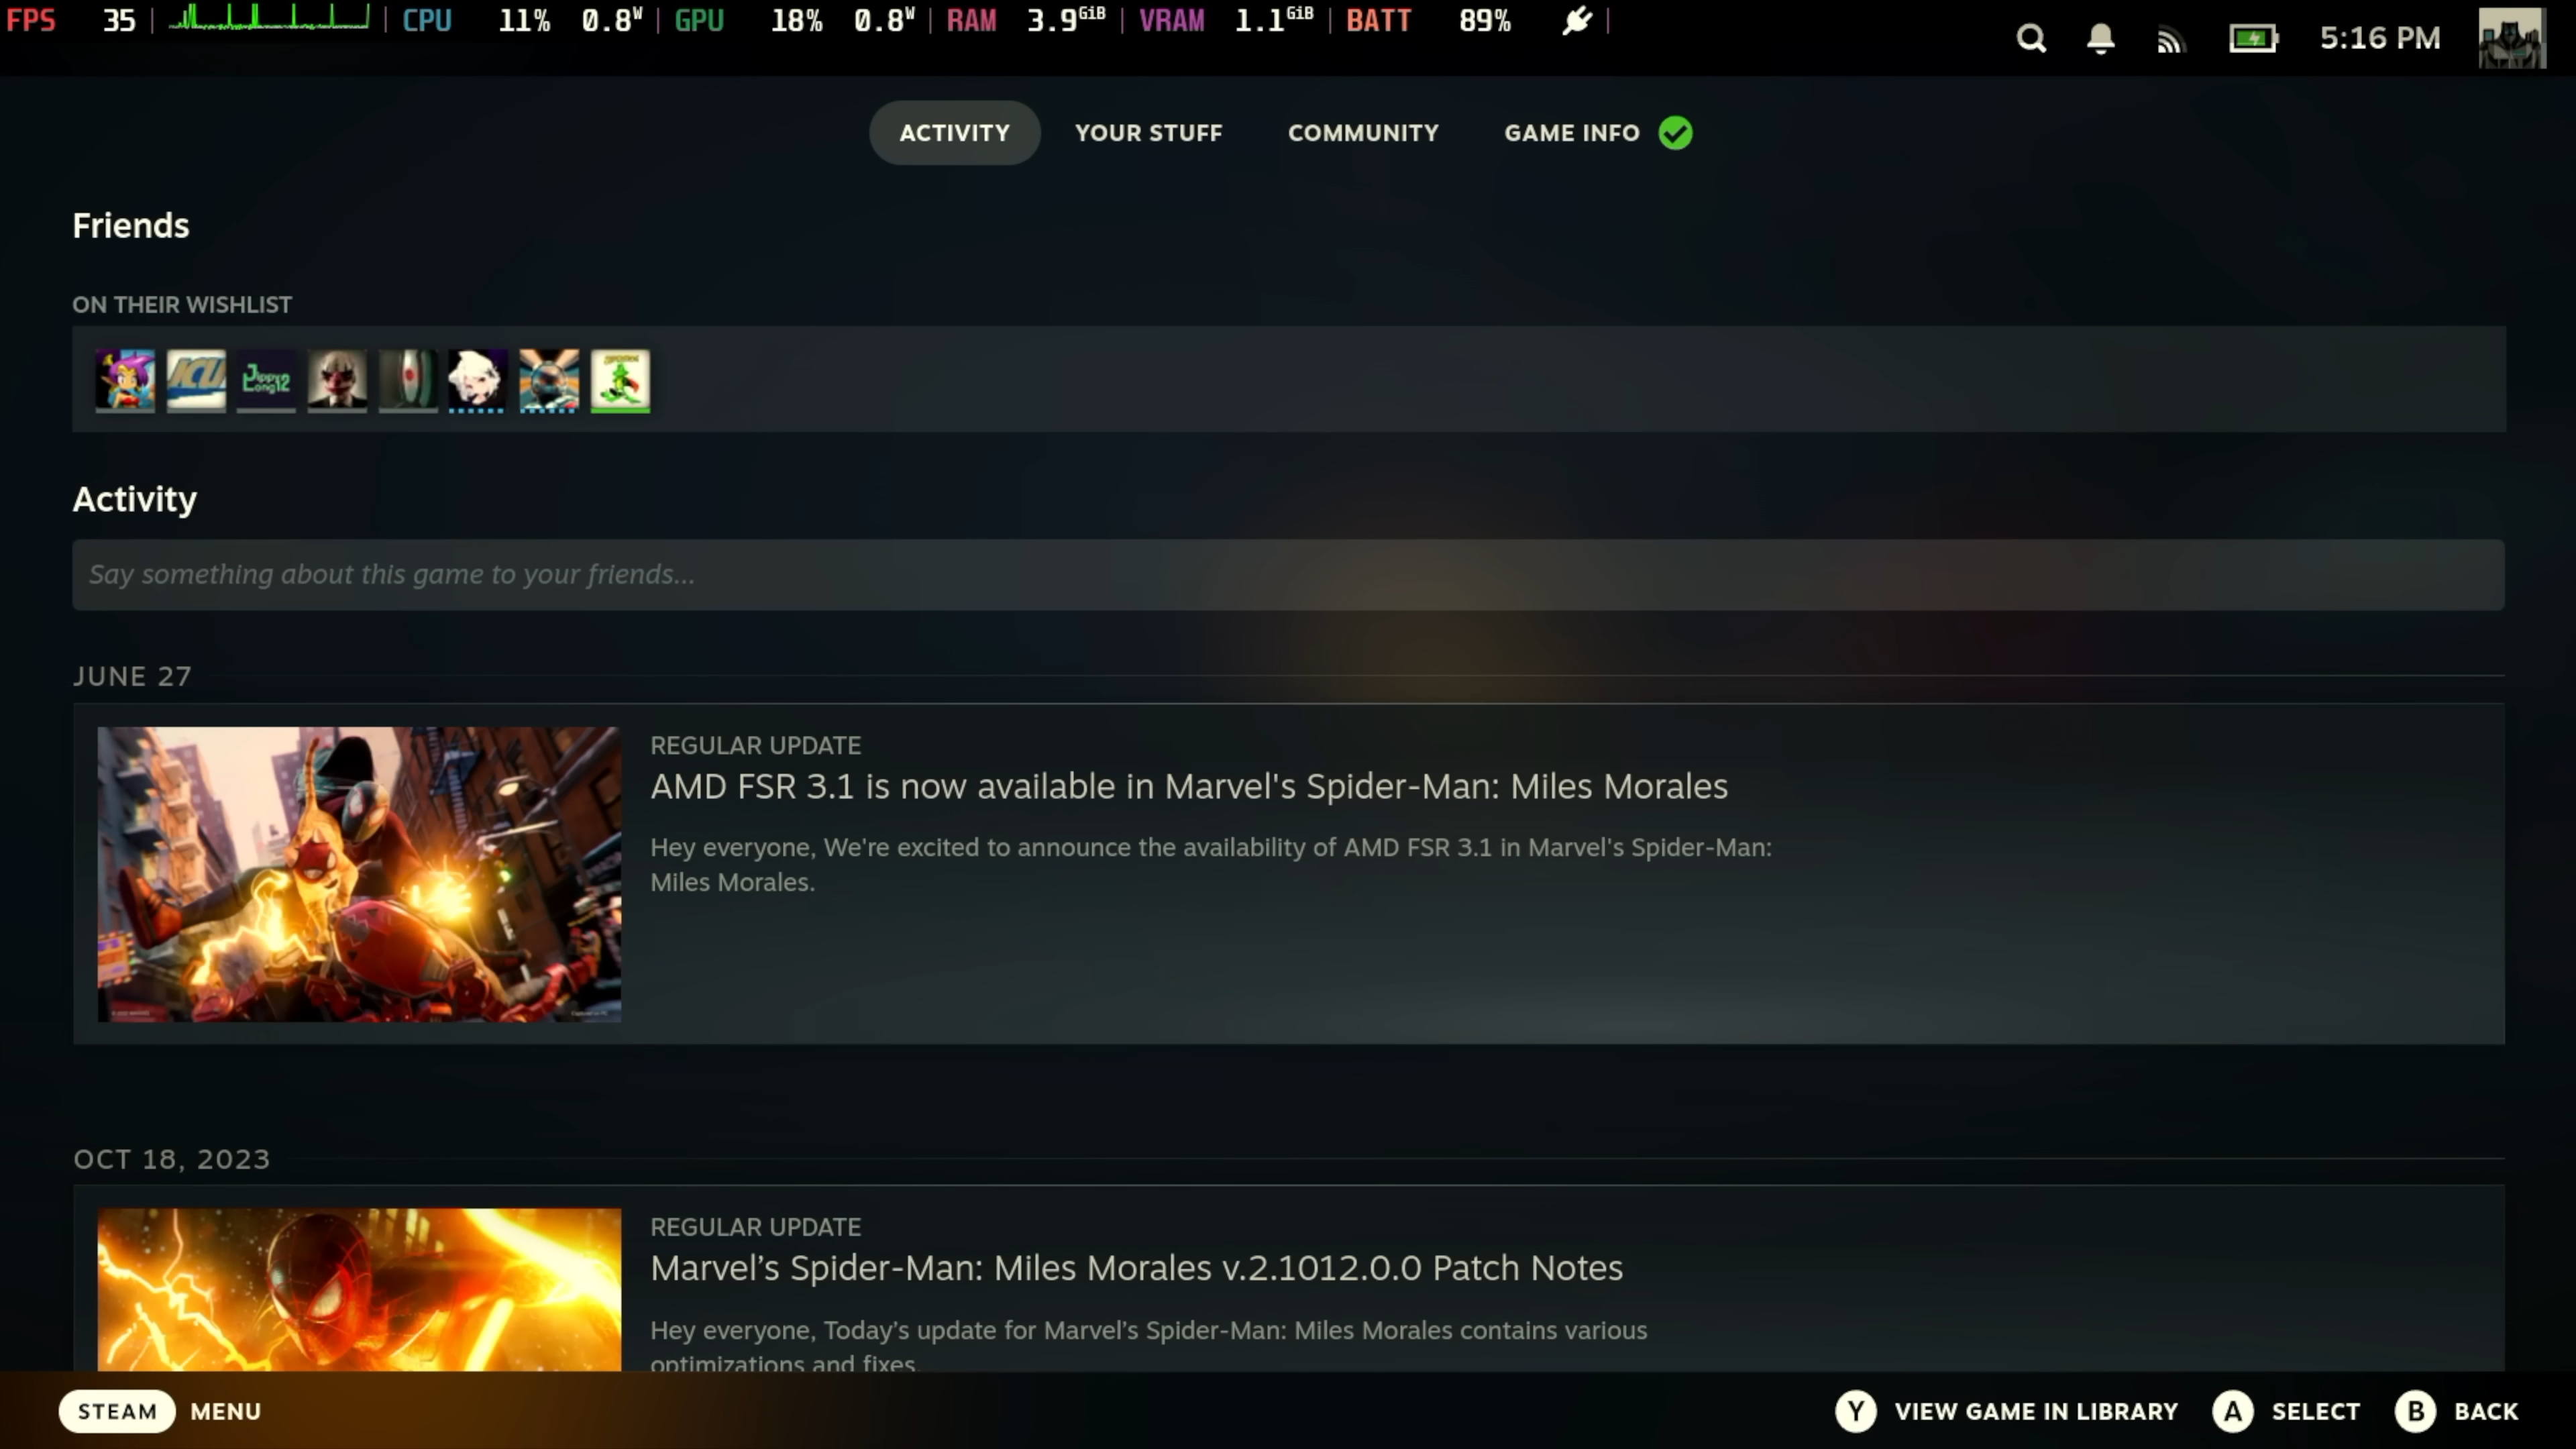 FPS 35 CPU 11% 0.8W GPU 18% 0.8W RAM 3.9GiB VRAM 1.1GiB BATT 89%
5:16 PM
ACTIVITY YOUR STUFF COMMUNITY GAME INFO
Friends
ON THEIR WISHLIST
Activity
Say something about this game to your friends...
JUNE 27
REGULAR UPDATE
AMD FSR 3.1 is now available in Marvel's Spider-Man: Miles Morales
Hey everyone, We're excited to announce the availability of AMD FSR 3.1 in Marvel's Spider-Man:
Miles Morales.
OCT 18, 2023
REGULAR UPDATE
Marvel’s Spider-Man: Miles Morales v.2.1012.0.0 Patch Notes
Hey everyone, Today’s update for Marvel’s Spider-Man: Miles Morales contains various
optimizations and fixes.
STEAM MENU
Y VIEW GAME IN LIBRARY A SELECT B BACK